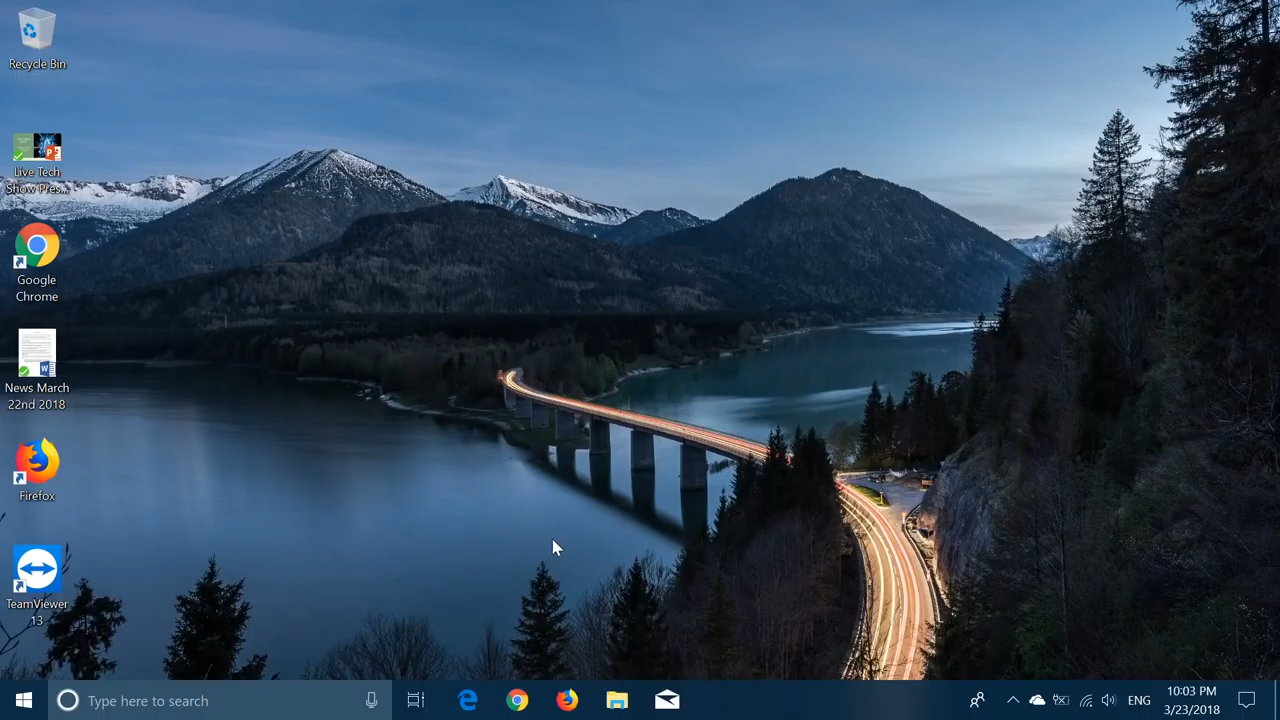 Recycle Bin
Live Tech
Show Pres...
Google
Chrome
News March
22nd 2018
Firefox
TeamViewer
13
Type here to search
ENG
10:03 PM
3/23/2018